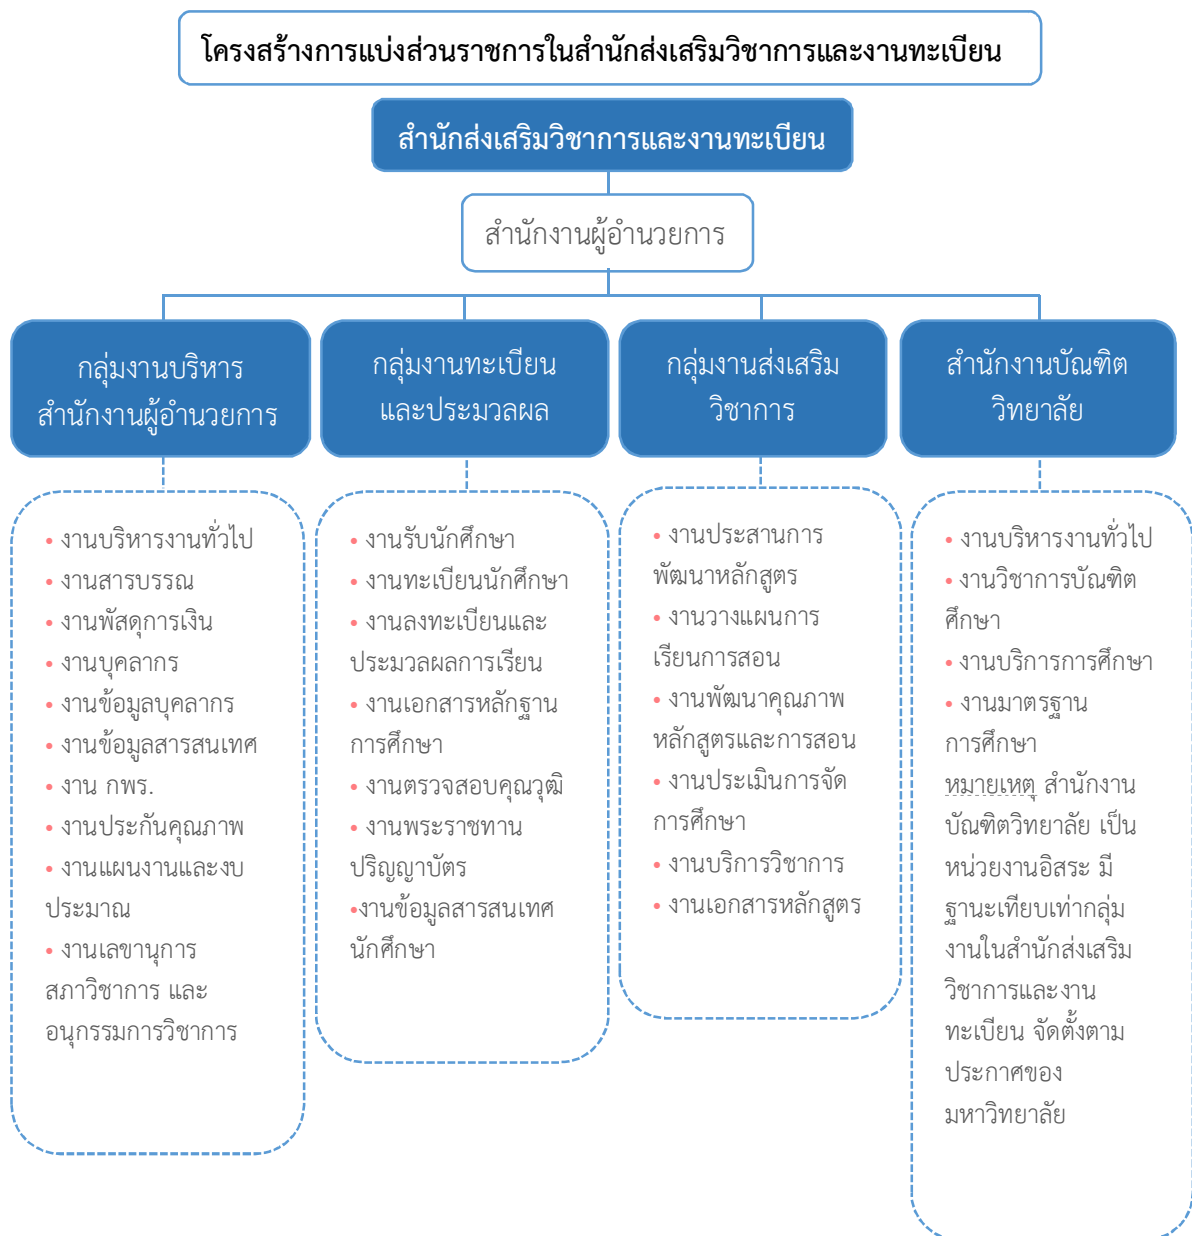 โครงสร้างการแบ่งส่วนราชการในสำนักส่งเสริมวิชาการและงานทะเบียน
สำนักส่งเสริมวิชาการและงานทะเบียน
สำนักงานผู้อำนวยการ
กลุ่มงานบริหาร
สำนักงานผู้อำนวยการ
• งานบริหารงานทั่วไป
• งานสารบรรณ
• งานพัสดุการเงิน
• งานบุคลากร
• งานข้อมูลบุคลากร
• งานข้อมูลสารสนเทศ
• งาน กพร.
• งานประกันคุณภาพ
• งานแผนงานและงบ
ประมาณ
• งานเลขานุการ
สภาวิชาการ และ
อนุกรรมการวิชาการ
กลุ่มงานทะเบียน
และประมวลผล
• งานรับนักศึกษา
• งานทะเบียนนักศึกษา
• งานลงทะเบียนและ
ประมวลผลการเรียน
• งานเอกสารหลักฐาน
การศึกษา
• งานตรวจสอบคุณวุฒิ
• งานพระราชทาน
ปริญญาบัตร
•งานข้อมูลสารสนเทศ
นักศึกษา
กลุ่มงานส่งเสริม
วิชาการ
• งานประสานการ
พัฒนาหลักสูตร
• งานวางแผนการ
เรียนการสอน
• งานพัฒนาคุณภาพ
หลักสูตรและการสอน
• งานประเมินการจัด
การศึกษา
• งานบริการวิชาการ
• งานเอกสารหลักสูตร
สำนักงานบัณฑิต
วิทยาลัย
• งานบริหารงานทั่วไป
• งานวิชาการบัณฑิต
ศึกษา
• งานบริการการศึกษา
• งานมาตรฐาน
การศึกษา
หมายเหตุ สำนักงาน
บัณฑิตวิทยาลัย เป็น
หน่วยงานอิสระ มี
ฐานะเทียบเท่ากลุ่ม
งานในสำนักส่งเสริม
วิชาการและงาน
ทะเบียน จัดตั้งตาม
ประกาศของ
มหาวิทยาลัย